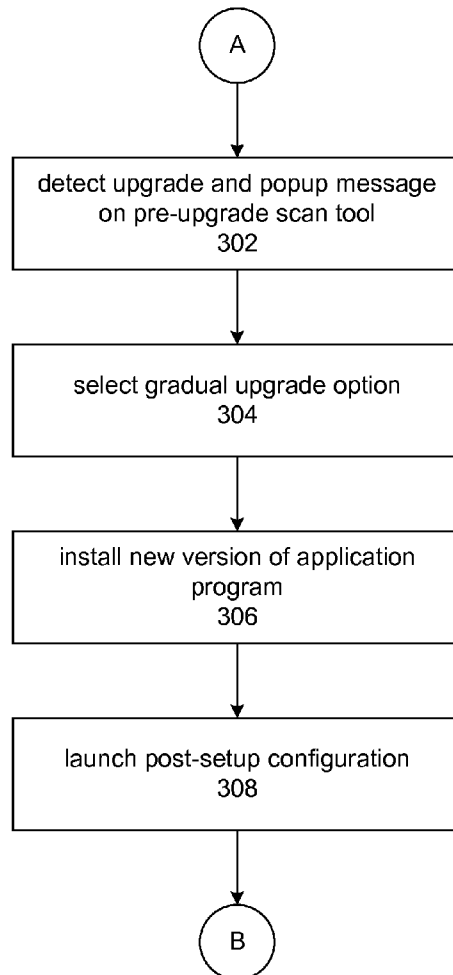 A
detect upgrade and popup message
on pre-upgrade scan tool
302
select gradual upgrade option
304
install new version of application
program
306
launch post-setup configuration
308
B